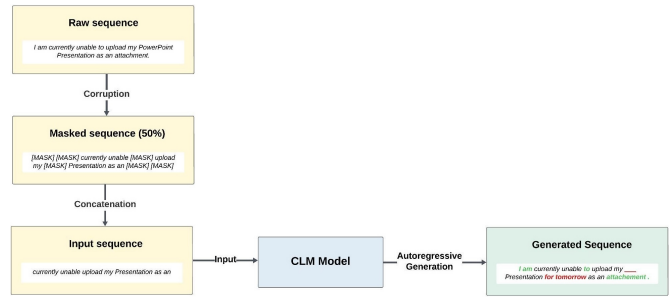 Raw sequence
I am currently unable to upload my PowerPoint
Presentation as an attachment.
Corruption
Masked sequence (50%)
[MASK] [MASK] currently unable [MASK] upload
my [MASK] Presentation as an [MASK] [MASK]
Concatenation
Input sequence
currently unable upload my Presentation as an
Input
CLM Model
Autoregressive
Generation
Generated Sequence
I am currently unable to upload my ___
Presentation for tomorrow as an attachement .